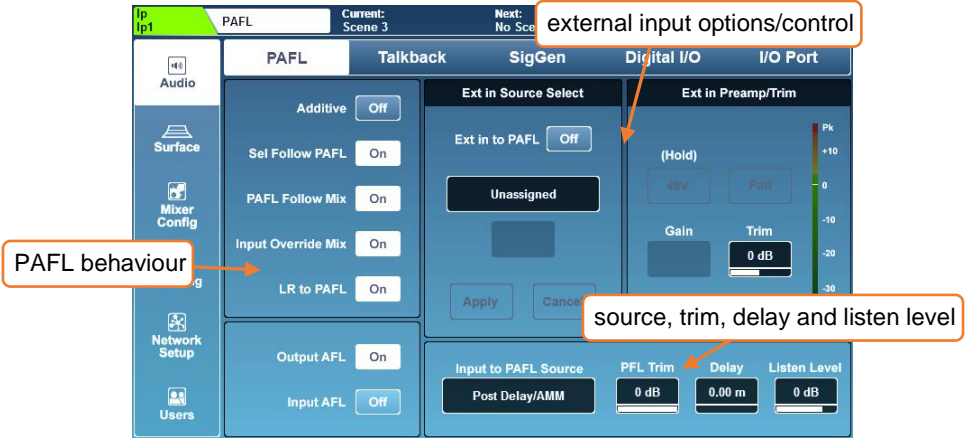 Ip
Ip1
PAFL
Current:
Scene 3
Next:
No Sce
external input options/control
Audio
PAFL
Talkback
SigGen
Digital I/O
I/O Port
Additive
Off
Ext in Source Select
Ext in Preamp/Trim
Surface
Sel Follow PAFL
On
Ext in to PAFL
Off
(Hold)
48V
Pad
Pk
+10
0
-10
-20
-30
Mixer
Config
PAFL Follow Mix
On
Unassigned
Gain
Trim
0 dB
PAFL behaviour
g
Input Override Mix
On
LR to PAFL
On
Apply
Cance
source, trim, delay and listen level
Network
Setup
Output AFL
On
Input to PAFL Source
PFL Trim
Delay
Listen Level
Post Delay/AMM
0 dB
0.00 m
0 dB
Users
Input AFL
Off